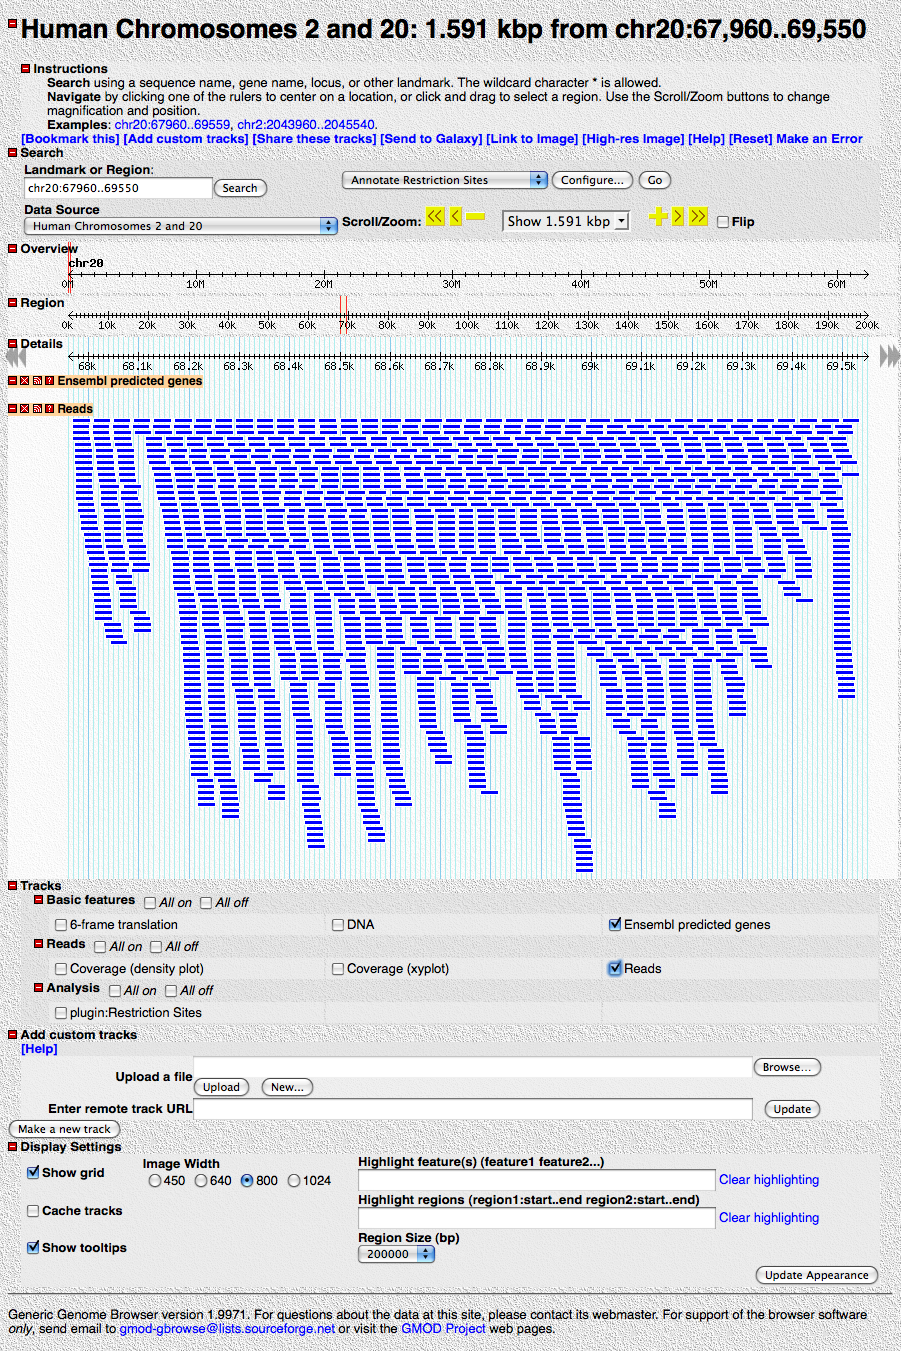 Human Chromosomes 2 and 20: 1.591 kbp from chr20:67,960..69,550
Instructions
Search using a sequence name, gene name, locus, or other landmark. The wildcard character * is allowed.
Navigate by clicking one of the rulers to center on a location, or click and drag to select a region. Use the Scroll/Zoom buttons to change
magnification and position.
Examples: chr20:67960..69559, chr2:2043960..2045540.
[Bookmark this] [Add custom tracks] [Share these tracks] [Send to Galaxy] [Link to Image] [High-res Image] [Help] [Reset] Make an Error
Search
Landmark or Region:
chr20:67960..69550 Search Annotate Restriction Sites Configure... Go
Data Source
Human Chromosomes 2 and 20 Scroll/Zoom: Show 1.591 kbp Flip
Overview
chr20
0M 10M 20M 30M 40M 50M 60M
Region
0k 10k 20k 30k 40k 50k 60k 70k 80k 90k 100k 110k 120k 130k 140k 150k 160k 170k 180k 190k 200k
Details
68k 68.1k 68.2k 68.3k 68.4k 68.5k 68.6k 68.7k 68.8k 68.9k 69k 69.1k 69.2k 69.3k 69.4k 69.5k
Ensembl predicted genes
Reads
Tracks
Basic features All on All off
6-frame translation DNA Ensembl predicted genes
Reads All on All off
Coverage (density plot) Coverage (xyplot) Reads
Analysis All on All off
plugin:Restriction Sites
Add custom tracks
[Help]
Upload a file Browse...
Upload New...
Enter remote track URL Update
Make a new track
Display Settings
Show grid
Image Width
450 640 800 1024
Highlight feature(s) (feature1 feature2...)
Clear highlighting
Cache tracks
Highlight regions (region1:start..end region2:start..end)
Clear highlighting
Show tooltips
Region Size (bp)
200000
Update Appearance
Generic Genome Browser version 1.9971. For questions about the data at this site, please contact its webmaster. For support of the browser software
only, send email to gmod-gbrowse@lists.sourceforge.net or visit the GMOD Project web pages.